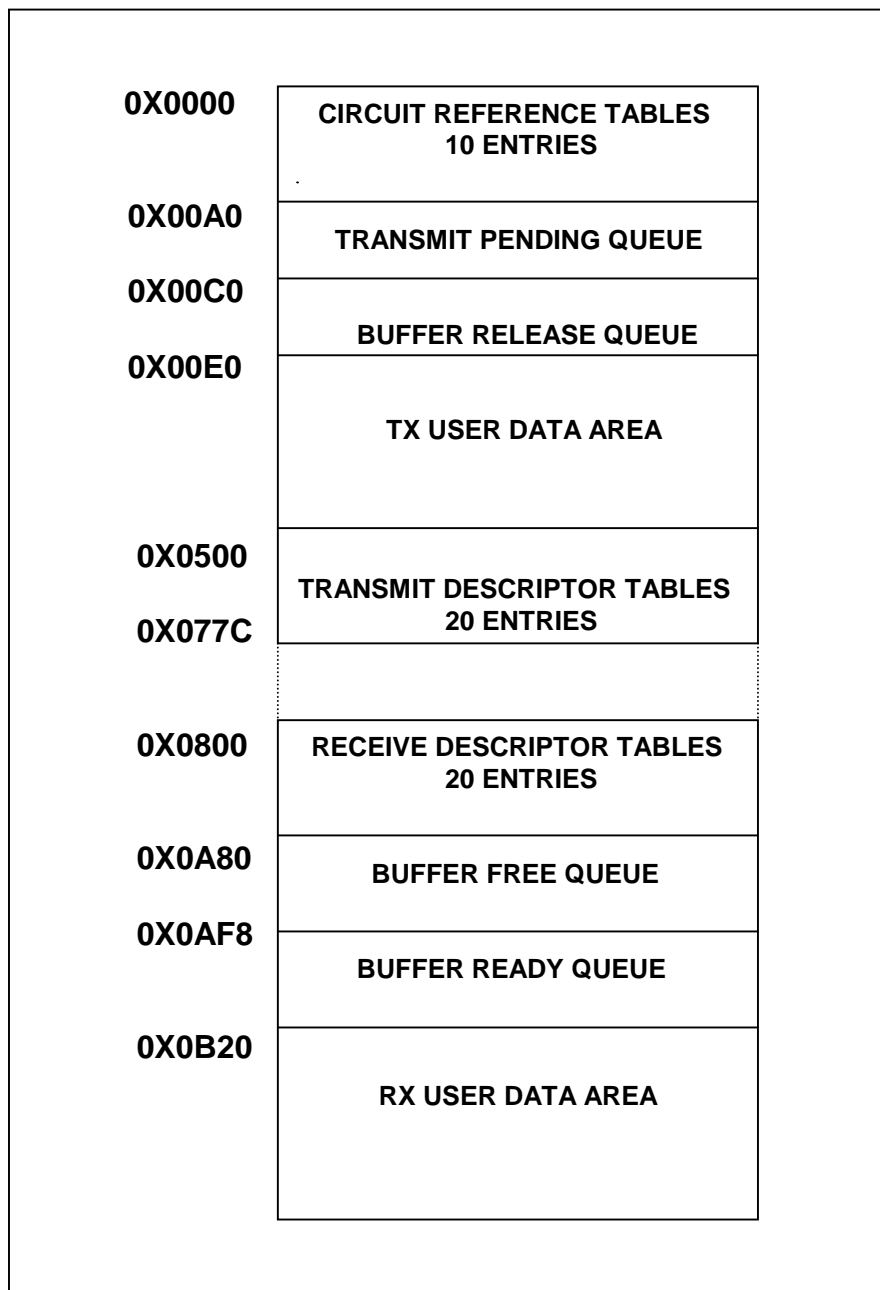 0X0000
CIRCUIT REFERENCE TABLES
10 ENTRIES
.
0X00A0
TRANSMIT PENDING QUEUE
0X00C0
BUFFER RELEASE QUEUE
0X00E0
TX USER DATA AREA
0X0500
TRANSMIT DESCRIPTOR TABLES
20 ENTRIES
0X077C
0X0800
RECEIVE DESCRIPTOR TABLES
20 ENTRIES
0X0A80
BUFFER FREE QUEUE
0X0AF8
BUFFER READY QUEUE
0X0B20
RX USER DATA AREA